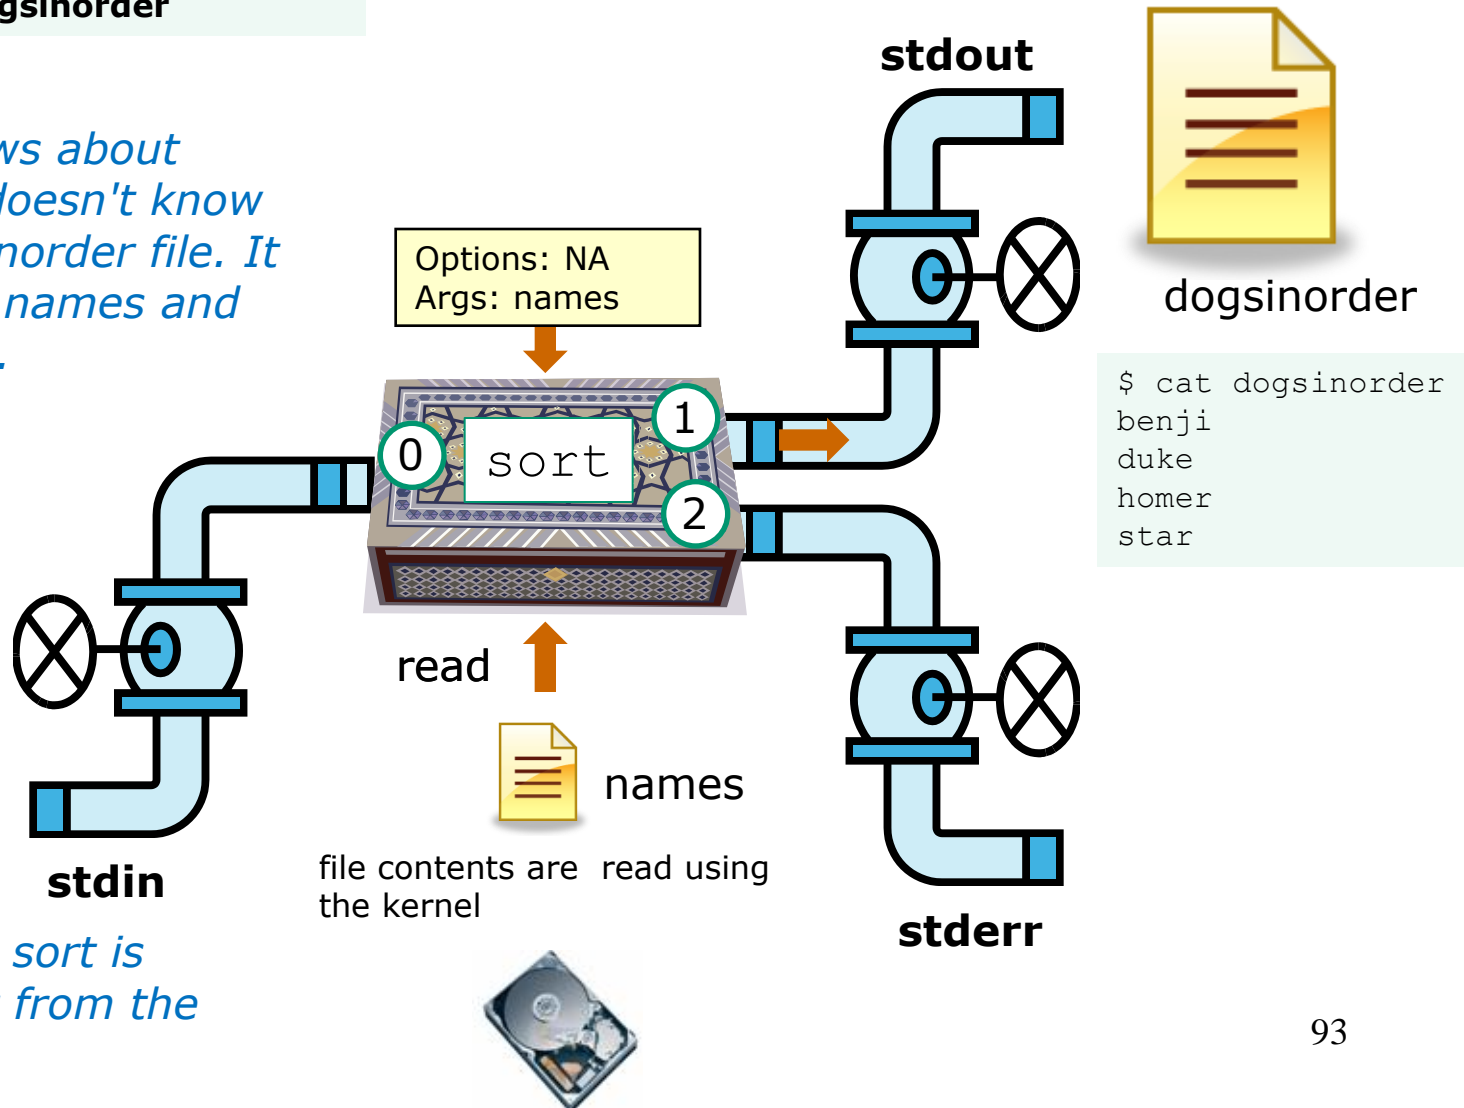 gsinorder
stdout
ws about
doesn't know
norder file. It
names and
.
Options: NA
Args: names
dogsinorder
$ cat dogsinorder
benji
duke
homer
star
0
1
sort
2
read
names
stdin
file contents are  read using
the kernel
stderr
sort is
from the
93